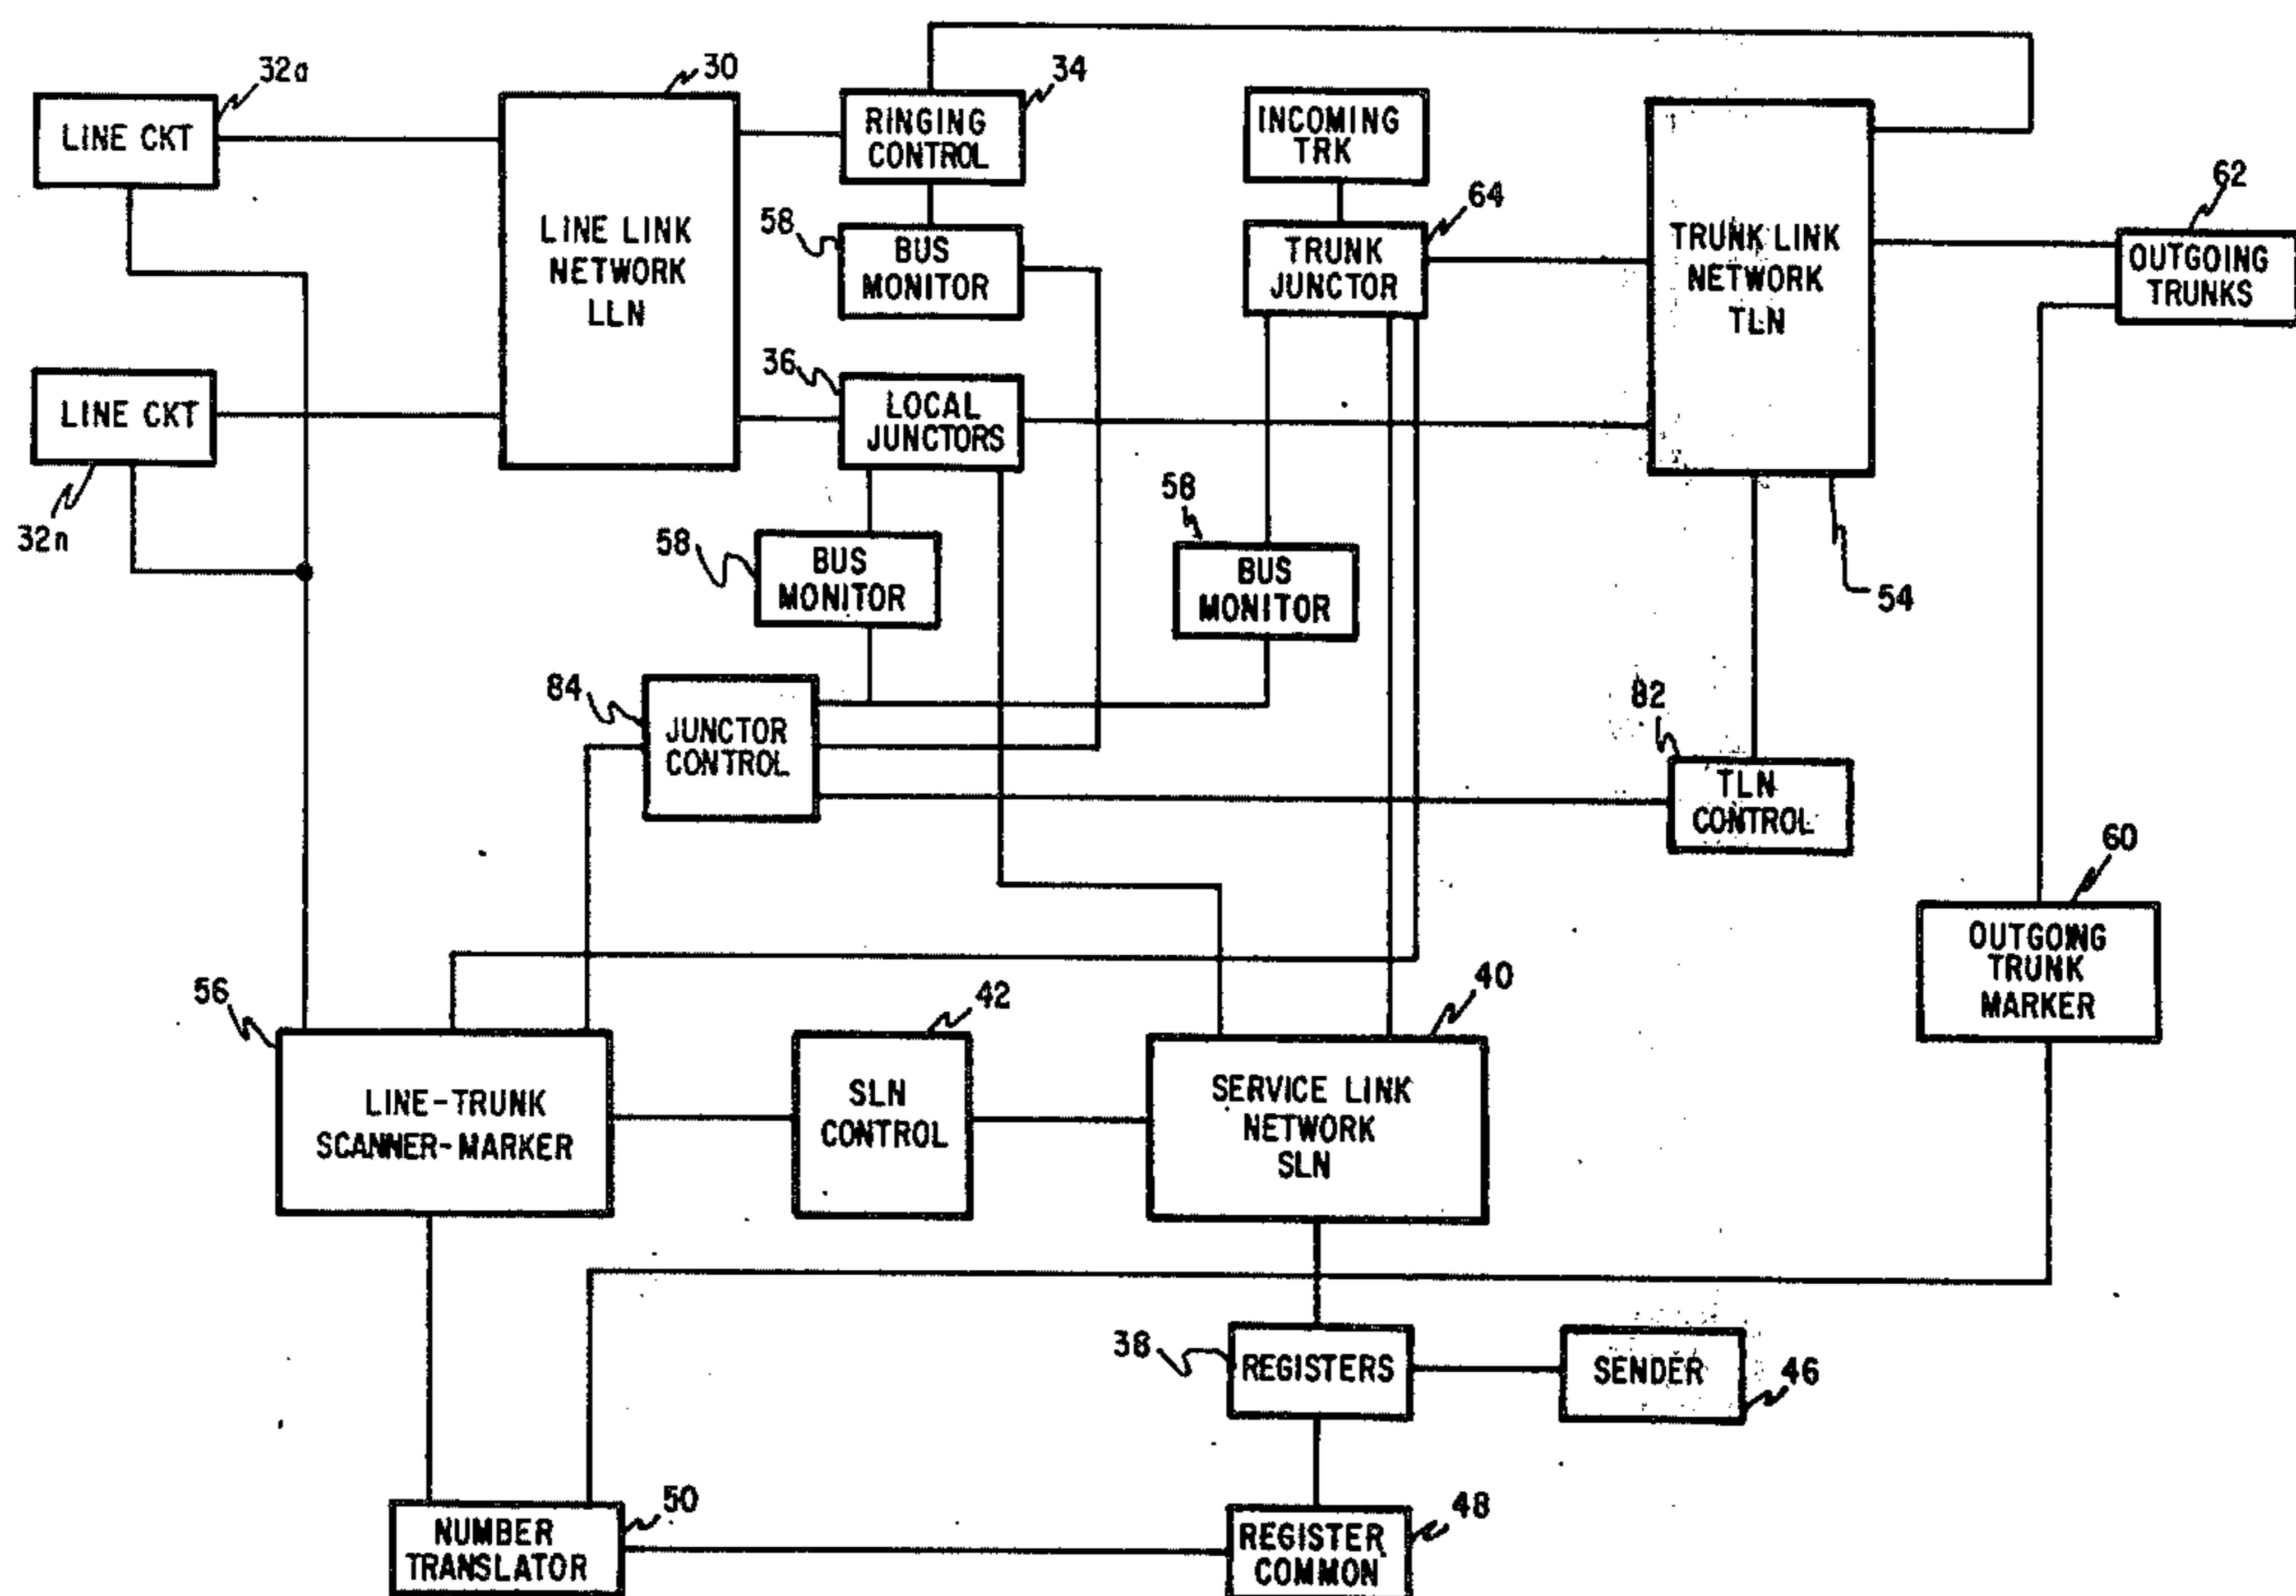 32a
LINE CKT
30
LINE LINK
NETWORK
LLN
34
RINGING
CONTROL
INCOMING
TRK
64
TRUNK
JUNCTOR
TRUNK LINK
NETWORK
TLN
62
OUTGOING
TRUNKS
58
BUS
MONITOR
LINE CKT
32n
36
LOCAL
JUNCTORS
58
BUS
MONITOR
58
BUS
MONITOR
54
84
JUNCTOR
CONTROL
82
TLN
CONTROL
60
OUTGOING
TRUNK
MARKER
56
LINE-TRUNK
SCANNER-MARKER
42
SLN
CONTROL
40
SERVICE LINK
NETWORK
SLN
38
REGISTERS
SENDER
46
50
NUMBER
TRANSLATOR
48
REGISTER
COMMON